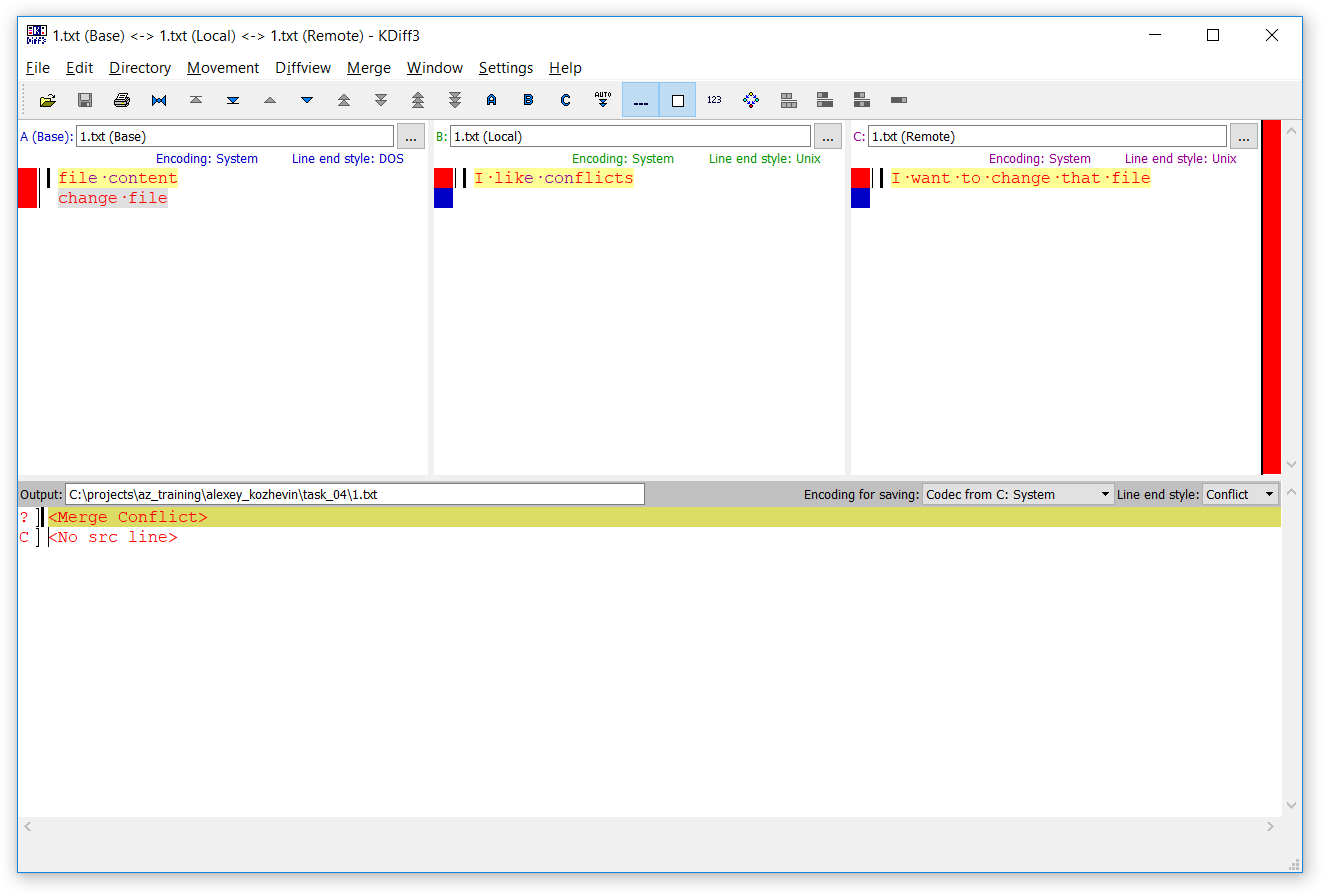 1.txt (Base) <-> 1.txt (Local) <-> 1.txt (Remote) - KDiff3
File Edit Directory Movement Diffview Merge Window Settings Help
A B C AUTO 123
A (Base): 1.txt (Base) ... B: 1.txt (Local) ... C: 1.txt (Remote) ...
Encoding: System Line end style: DOS Encoding: System Line end style: Unix Encoding: System Line end style: Unix
file·content
change·file
I·like·conflicts
I·want·to·change·that·file
Output: C:\projects\az_training\alexey_kozhevin\task_04\1.txt Encoding for saving: Codec from C: System Line end style: Conflict
? ] <Merge Conflict>
C ] <No src line>